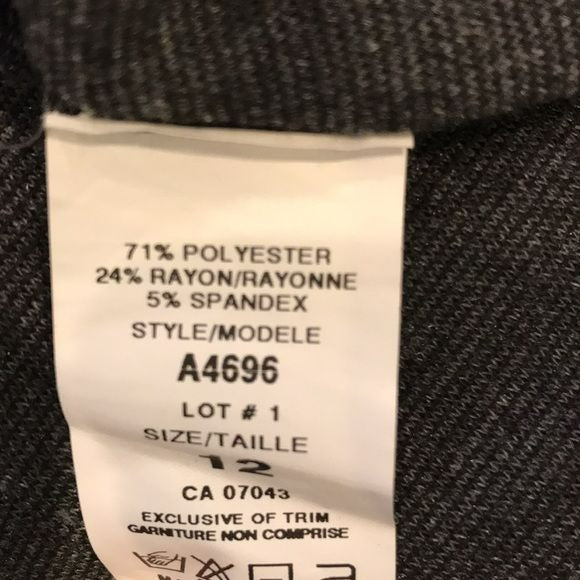 71% POLYESTER
24% RAYON/RAYONNE
5% SPANDEX
STYLE/MODELE
A4696
LOT # 1
SIZE/TAILLE
12
CA 07043
EXCLUSIVE OF TRIM
GARNITURE NON COMPRISE